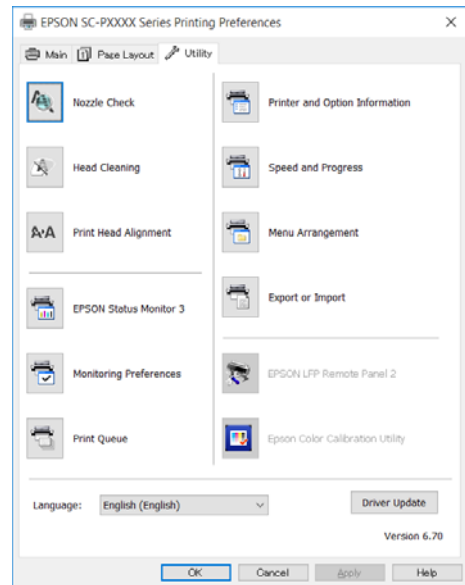 EPSON SC-PXXXX Series Printing Preferences
Main
Page Layout
Utility
Nozzle Check
Printer and Option Information
Head Cleaning
Speed and Progress
A
A
Print Head Alignment
Menu Arrangement
EPSON Status Monitor 3
Export or Import
Monitoring Preferences
EPSON LFP Remote Panel 2
Print Queue
Epson Color Calibration Utility
Language:
English (English)
Driver Update
Version 6.70
OK
Cancel
Apply
Help